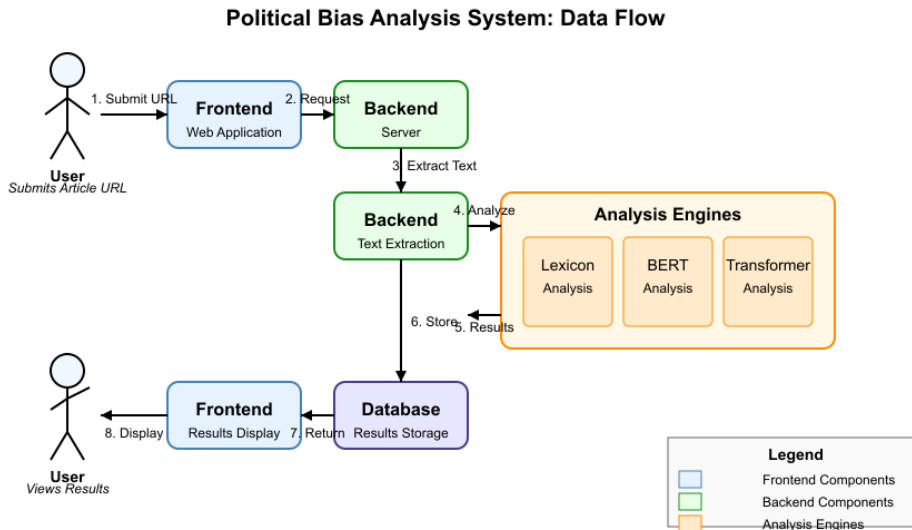 Political Bias Analysis System: Data Flow
1. Submit URL
Frontend
Web Application
2. Request
Backend
Server
User
Submits Article URL
3. Extract Text
Backend
Text Extraction
4. Analyze
Analysis Engines
Lexicon
Analysis
BERT
Analysis
Transformer
Analysis
6. Store
5. Results
8. Display
Frontend
Results Display
7. Return
Database
Results Storage
User
Views Results
Legend
Frontend Components
Backend Components
Analysis Engines